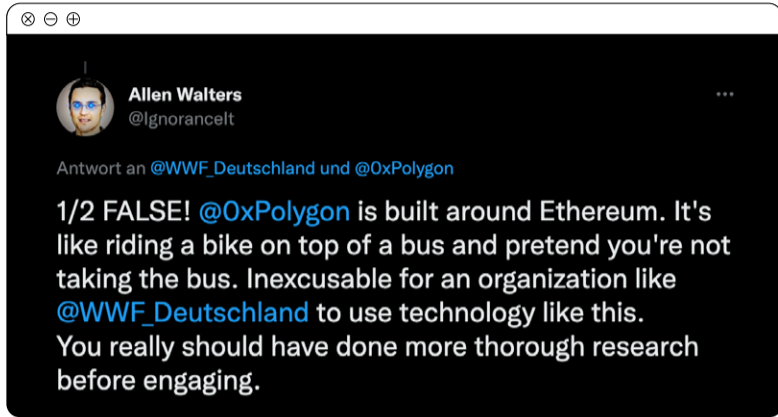 Allen Walters
@IgnoranceIt
Antwort an @WWF_Deutschland und @0xPolygon
1/2 FALSE! @0xPolygon is built around Ethereum. It's
like riding a bike on top of a bus and pretend you're not
taking the bus. Inexcusable for an organization like
@WWF_Deutschland to use technology like this.
You really should have done more thorough research
before engaging.